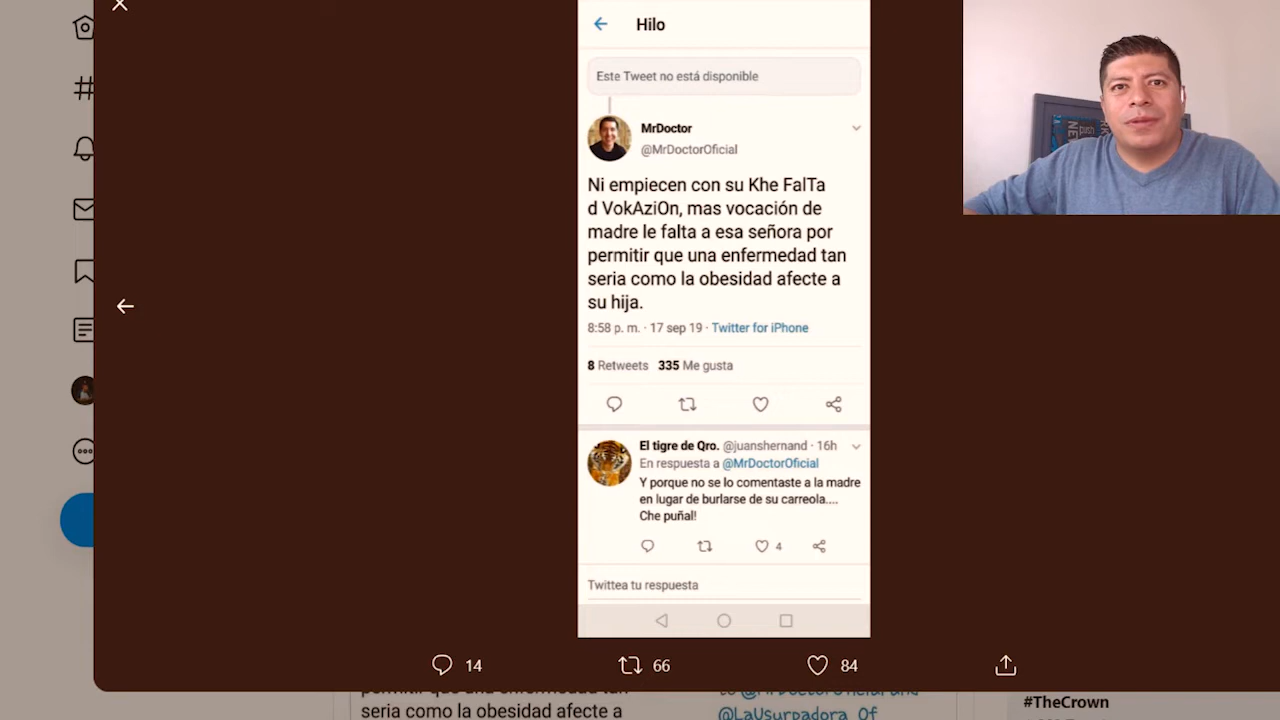 Hilo
Este Tweet no está disponible
MrDoctor
@MrDoctorOficial
Ni empiecen con su Khe FalTa
d VokAziOn, mas vocación de
madre le falta a esa señora por
permitir que una enfermedad tan
seria como la obesidad afecte a
su hija.
8:58 p. m. · 17 sep 19 · Twitter for iPhone
8 Retweets 335 Me gusta
El tigre de Qro. @juanshernand · 16h
En respuesta a @MrDoctorOficial
Y porque no se lo comentaste a la madre
en lugar de burlarse de su carreola....
Che puñal!
4
Twittea tu respuesta
14 66 84
seria como la obesidad afecte a
@LaUsurpadora_Of
#TheCrown